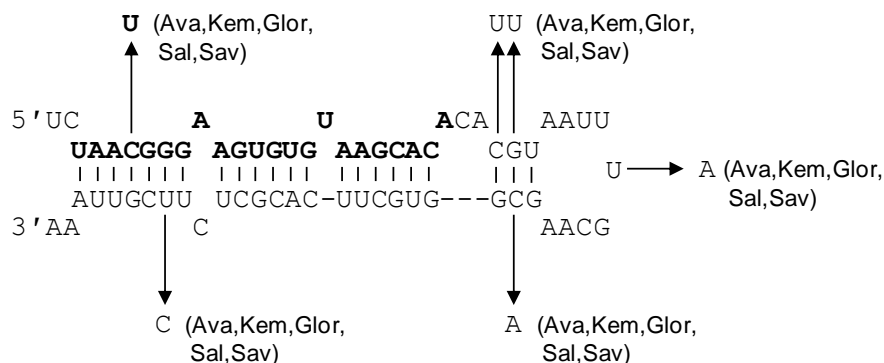 U (Ava,Kem,Glor,
Sal,Sav)
UU (Ava,Kem,Glor,
Sal,Sav)
5'UC A U ACA AAUU
UAACGGG AGUGUG AAGCAC CGU
U A (Ava,Kem,Glor,
Sal,Sav)
AUUGCUU UCGCAC-UUCGUG---GCG
3'AA C AACG
C (Ava,Kem,Glor,
Sal,Sav)
A (Ava,Kem,Glor,
Sal,Sav)